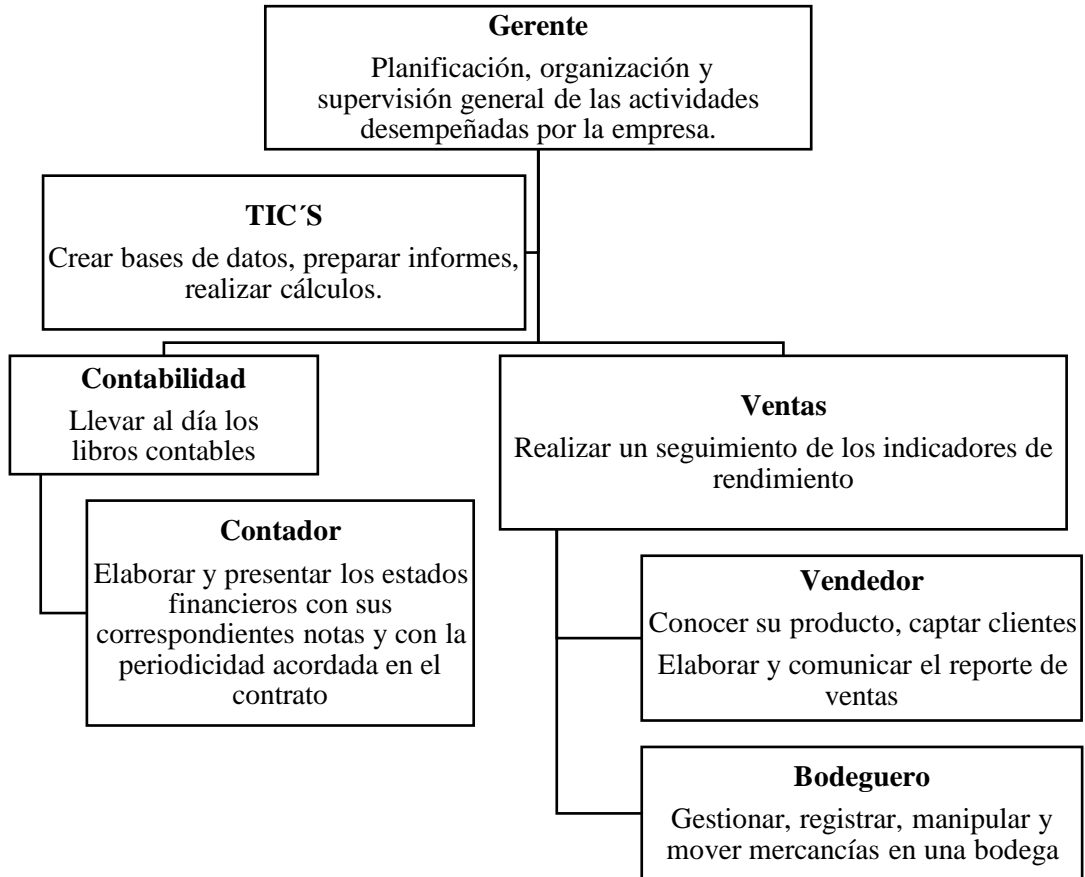 Gerente
Planificación, organización y
supervisión general de las actividades
desempeñadas por la empresa.
TIC´S
Crear bases de datos, preparar informes,
realizar cálculos.
Contabilidad
Llevar al día los
libros contables
Contador
Elaborar y presentar los estados
financieros con sus
correspondientes notas y con la
periodicidad acordada en el
contrato
Ventas
Realizar un seguimiento de los indicadores de
rendimiento
Vendedor
Conocer su producto, captar clientes
Elaborar y comunicar el reporte de
ventas
Bodeguero
Gestionar, registrar, manipular y
mover mercancías en una bodega